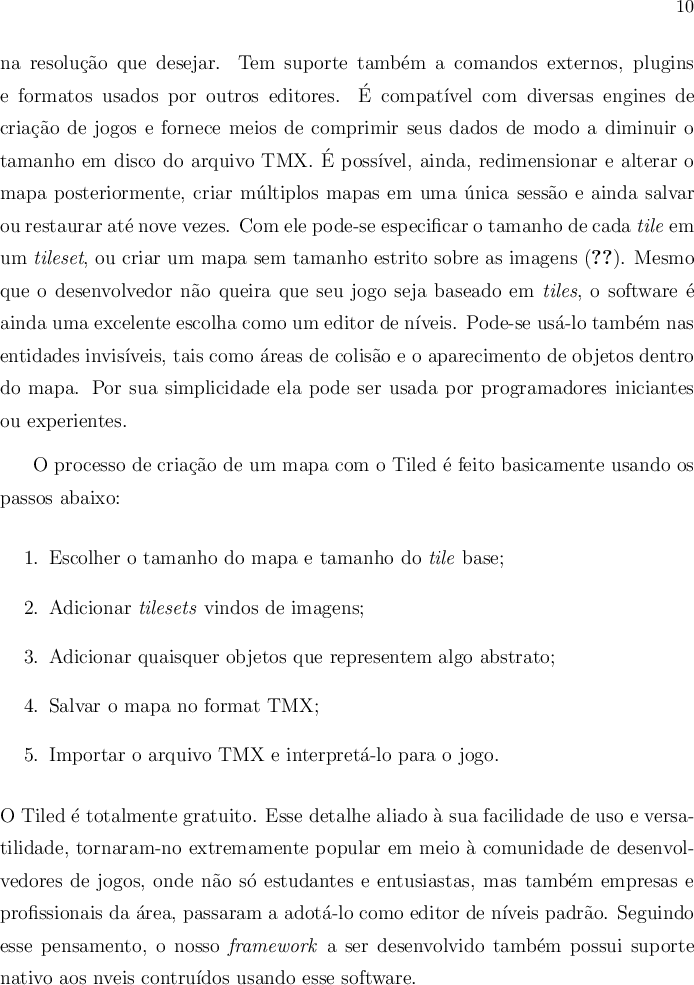 10
na resolução que desejar. Tem suporte também a comandos externos, plugins
e formatos usados por outros editores. É compatível com diversas engines de
criação de jogos e fornece meios de comprimir seus dados de modo a diminuir o
tamanho em disco do arquivo TMX. É possível, ainda, redimensionar e alterar o
mapa posteriormente, criar múltiplos mapas em uma única sessão e ainda salvar
ou restaurar até nove vezes. Com ele pode-se especificar o tamanho de cada tile em
um tileset, ou criar um mapa sem tamanho estrito sobre as imagens (??). Mesmo
que o desenvolvedor não queira que seu jogo seja baseado em tiles, o software é
ainda uma excelente escolha como um editor de níveis. Pode-se usá-lo também nas
entidades invisíveis, tais como áreas de colisão e o aparecimento de objetos dentro
do mapa. Por sua simplicidade ela pode ser usada por programadores iniciantes
ou experientes.
O processo de criação de um mapa com o Tiled é feito basicamente usando os
passos abaixo:
1. Escolher o tamanho do mapa e tamanho do tile base;
2. Adicionar tilesets vindos de imagens;
3. Adicionar quaisquer objetos que representem algo abstrato;
4. Salvar o mapa no format TMX;
5. Importar o arquivo TMX e interpretá-lo para o jogo.
O Tiled é totalmente gratuito. Esse detalhe aliado à sua facilidade de uso e versa-
tilidade, tornaram-no extremamente popular em meio à comunidade de desenvol-
vedores de jogos, onde não só estudantes e entusiastas, mas também empresas e
profissionais da área, passaram a adotá-lo como editor de níveis padrão. Seguindo
esse pensamento, o nosso framework a ser desenvolvido também possui suporte
nativo aos nveis contruídos usando esse software.